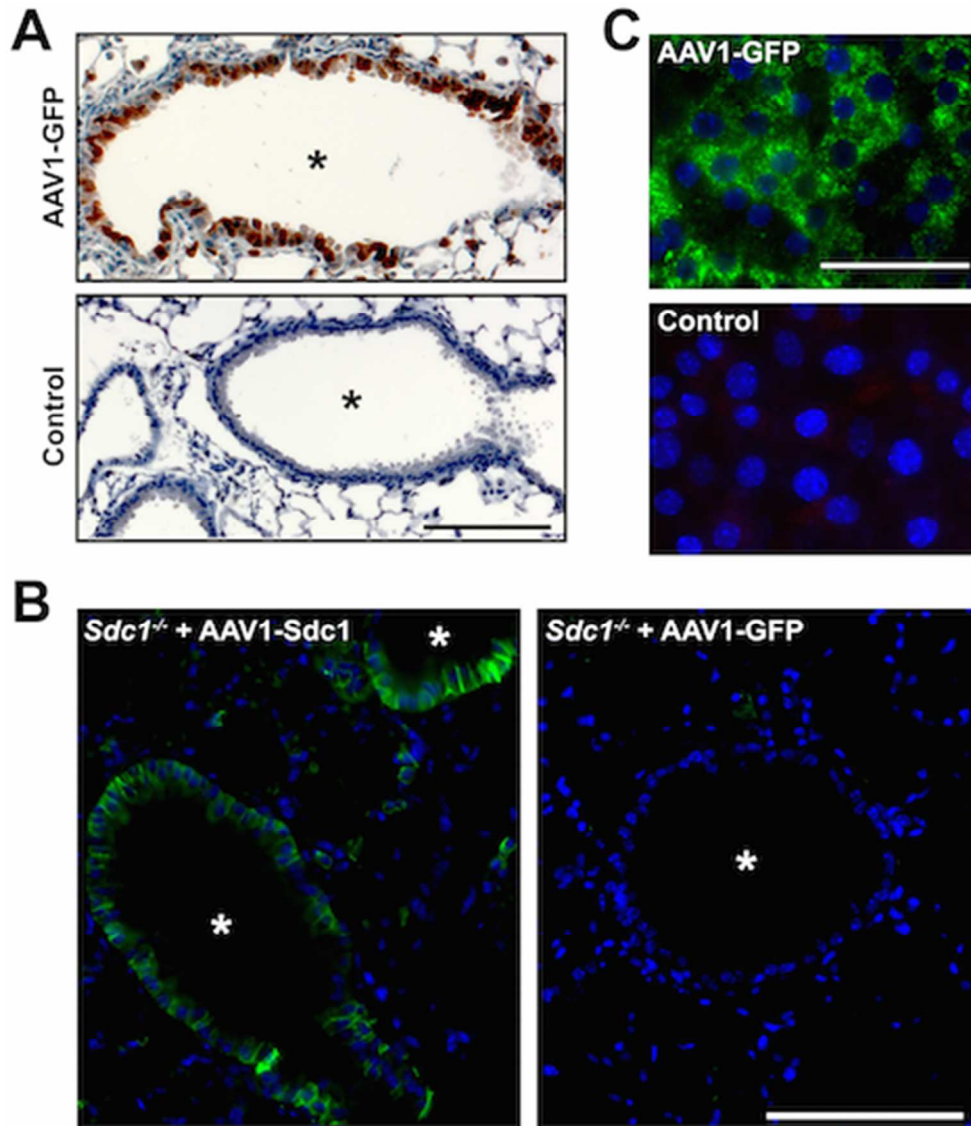 A
AAV1-GFP
*
Control
*
C
AAV1-GFP
Control
B
Sdc1-/- + AAV1-Sdc1
*
*
Sdc1-/- + AAV1-GFP
*